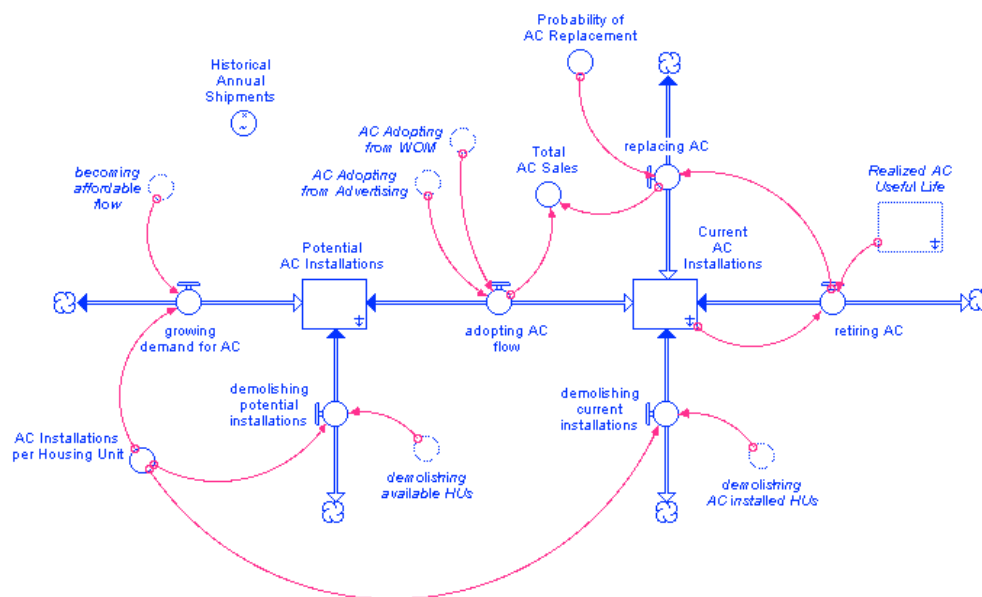 Probability of
AC Replacement
Historical
Annual
Shipments
AC Adopting
from WOM
Total
AC Sales
replacing AC
Realized AC
Useful Life
becoming
affordable
flow
AC Adopting
from Advertising
Potential
AC Installations
Current
AC
Installations
growing
demand for AC
adopting AC
flow
retiring AC
demolishing
potential
installations
demolishing
current
installations
AC Installations
per Housing Unit
demolishing
available HUs
demolishing
AC installed HUs